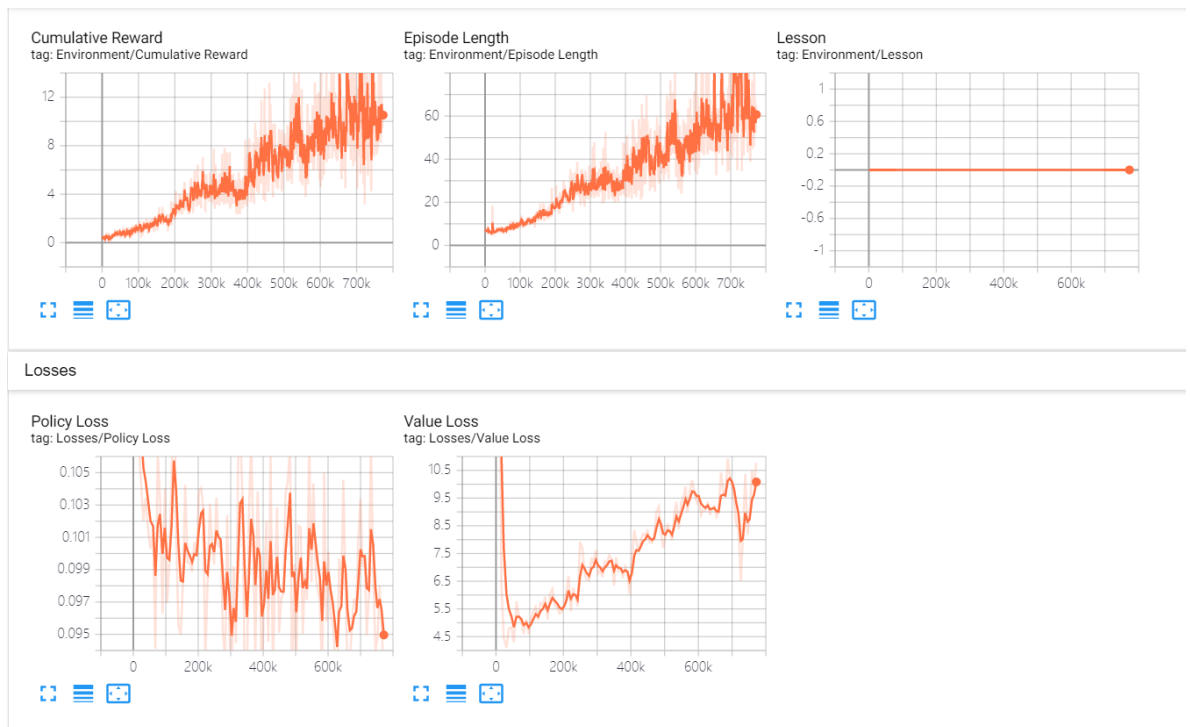 Cumulative Reward
tag: Environment/Cumulative Reward
12
8
4
0
0 100k 200k 300k 400k 500k 600k 700k
Episode Length
tag: Environment/Episode Length
60
40
20
0
0 100k 200k 300k 400k 500k 600k 700k
Lesson
tag: Environment/Lesson
1
0.6
0.2
-0.2
-0.6
-1
0 200k 400k 600k
Losses
Policy Loss
tag: Losses/Policy Loss
0.105
0.103
0.101
0.099
0.097
0.095
0 200k 400k 600k
Value Loss
tag: Losses/Value Loss
10.5
9.5
8.5
7.5
6.5
5.5
4.5
0 200k 400k 600k